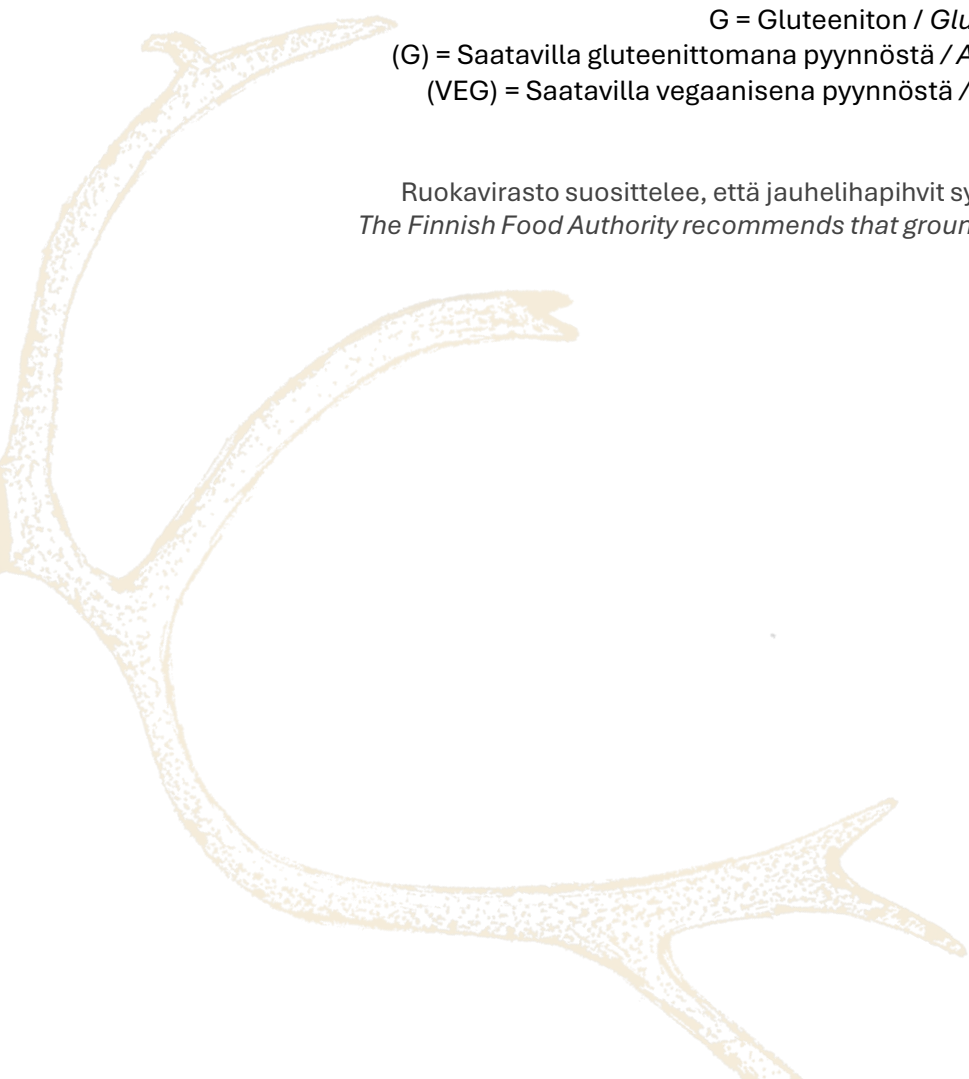 G = Gluteeniton / Glu
(G) = Saatavilla gluteenittomana pyynnöstä / A
(VEG) = Saatavilla vegaanisena pyynnöstä /
Ruokavirasto suosittelee, että jauhelihapihvit sy
The Finnish Food Authority recommends that groun